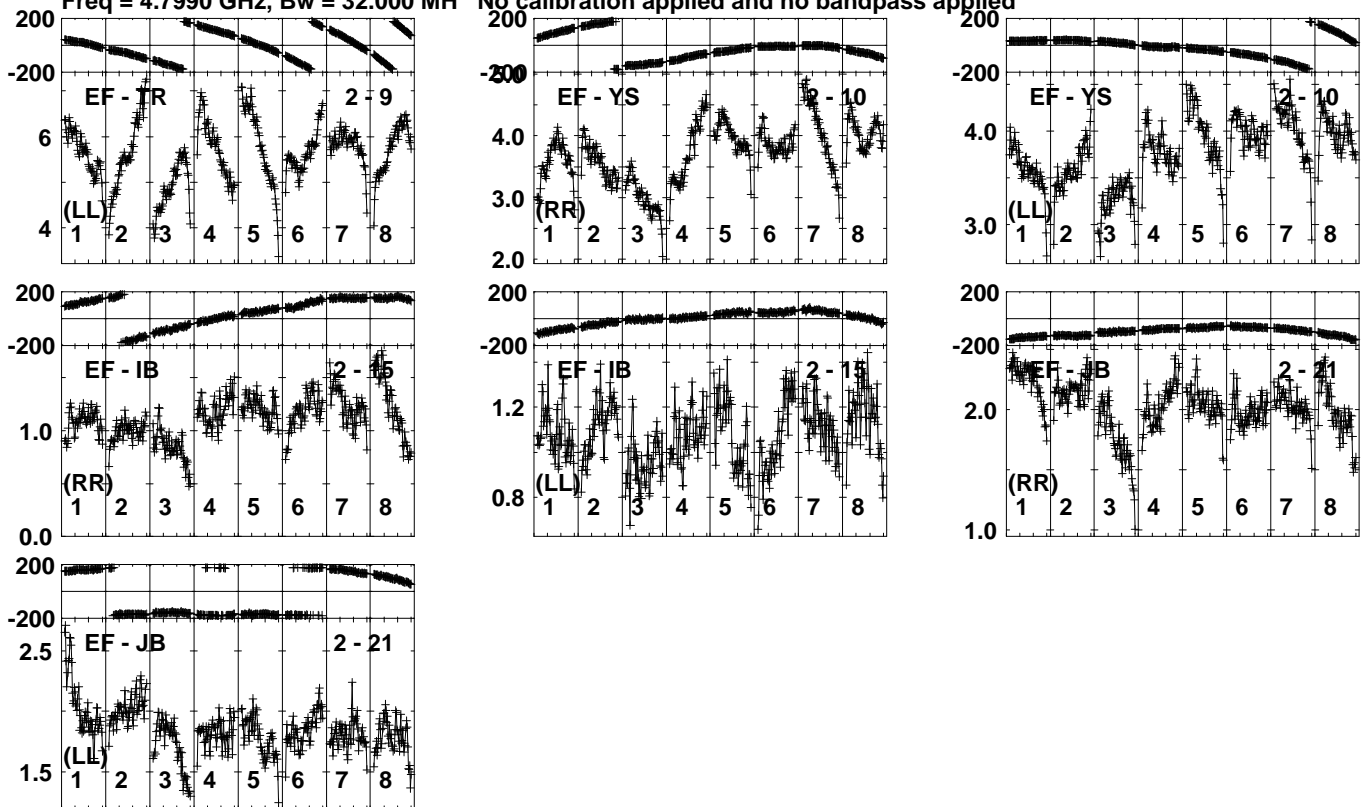 Freq = 4.7990 GHz, Bw = 32.000 MH No calibration applied and no bandpass applied
200
-200
EF - TR 2 - 9
6
4
(LL)
1 2 3 4 5 6 7 8
200
-200
5.0
EF - YS 2 - 10
4.0
3.0
2.0
(RR)
1 2 3 4 5 6 7 8
200
-200
EF - YS 2 - 10
4.0
3.0
(LL)
1 2 3 4 5 6 7 8
200
-200
EF - IB 2 - 15
1.0
0.0
(RR)
1 2 3 4 5 6 7 8
200
-200
EF - IB 2 - 15
1.2
0.8
(LL)
1 2 3 4 5 6 7 8
200
-200
EF - JB 2 - 21
2.0
1.0
(RR)
1 2 3 4 5 6 7 8
200
-200
EF - JB 2 - 21
2.5
1.5
(LL)
1 2 3 4 5 6 7 8